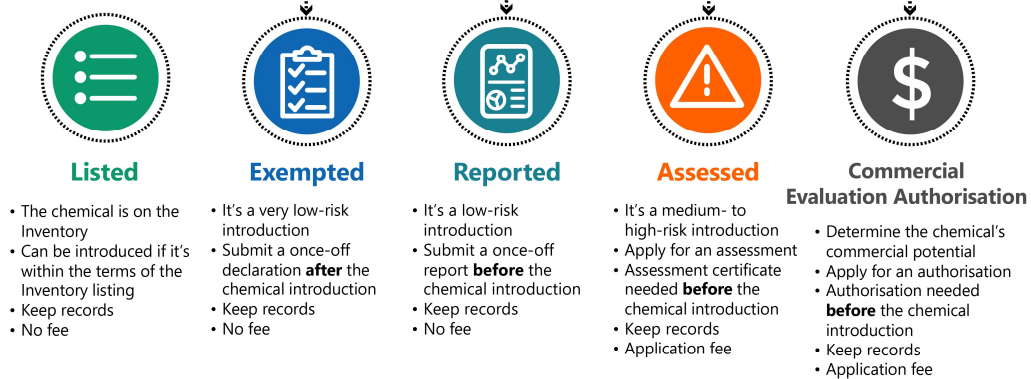 Listed
• The chemical is on the
Inventory
• Can be introduced if it's
within the terms of the
Inventory listing
• Keep records
• No fee
Exempted
• It's a very low-risk
introduction
• Submit a once-off
declaration after the
chemical introduction
• Keep records
• No fee
Reported
• It's a low-risk
introduction
• Submit a once-off
report before the
chemical introduction
• Keep records
• No fee
Assessed
• It's a medium- to
high-risk introduction
• Apply for an assessment
• Assessment certificate
needed before the
chemical introduction
• Keep records
• Application fee
$
Commercial
Evaluation Authorisation
• Determine the chemical's
commercial potential
• Apply for an authorisation
• Authorisation needed
before the chemical
introduction
• Keep records
• Application fee